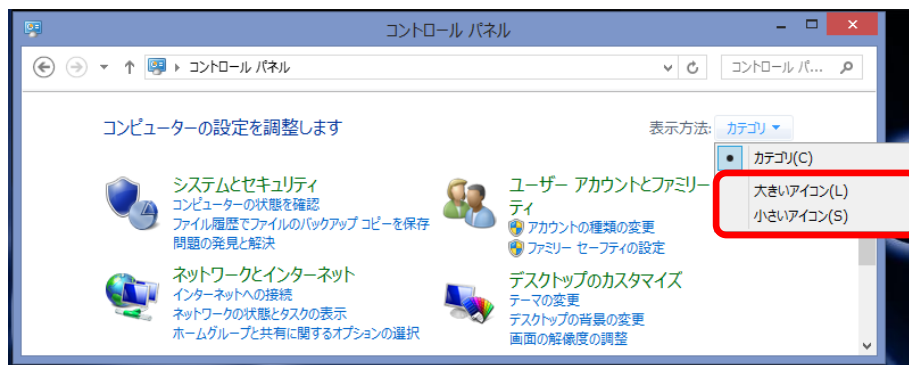 コントロール パネル
コントロール パネル
コントロール パ...
コンピューターの設定を調整します
表示方法: カテゴリ
カテゴリ(C)
大きいアイコン(L)
小さいアイコン(S)
システムとセキュリティ
コンピューターの状態を確認
ファイル履歴でファイルのバックアップ コピーを保存
問題の発見と解決
ユーザー アカウントとファミリー
ティ
アカウントの種類の変更
ファミリー セーフティの設定
ネットワークとインターネット
インターネットへの接続
ネットワークの状態とタスクの表示
ホームグループと共有に関するオプションの選択
デスクトップのカスタマイズ
テーマの変更
デスクトップの背景の変更
画面の解像度の調整